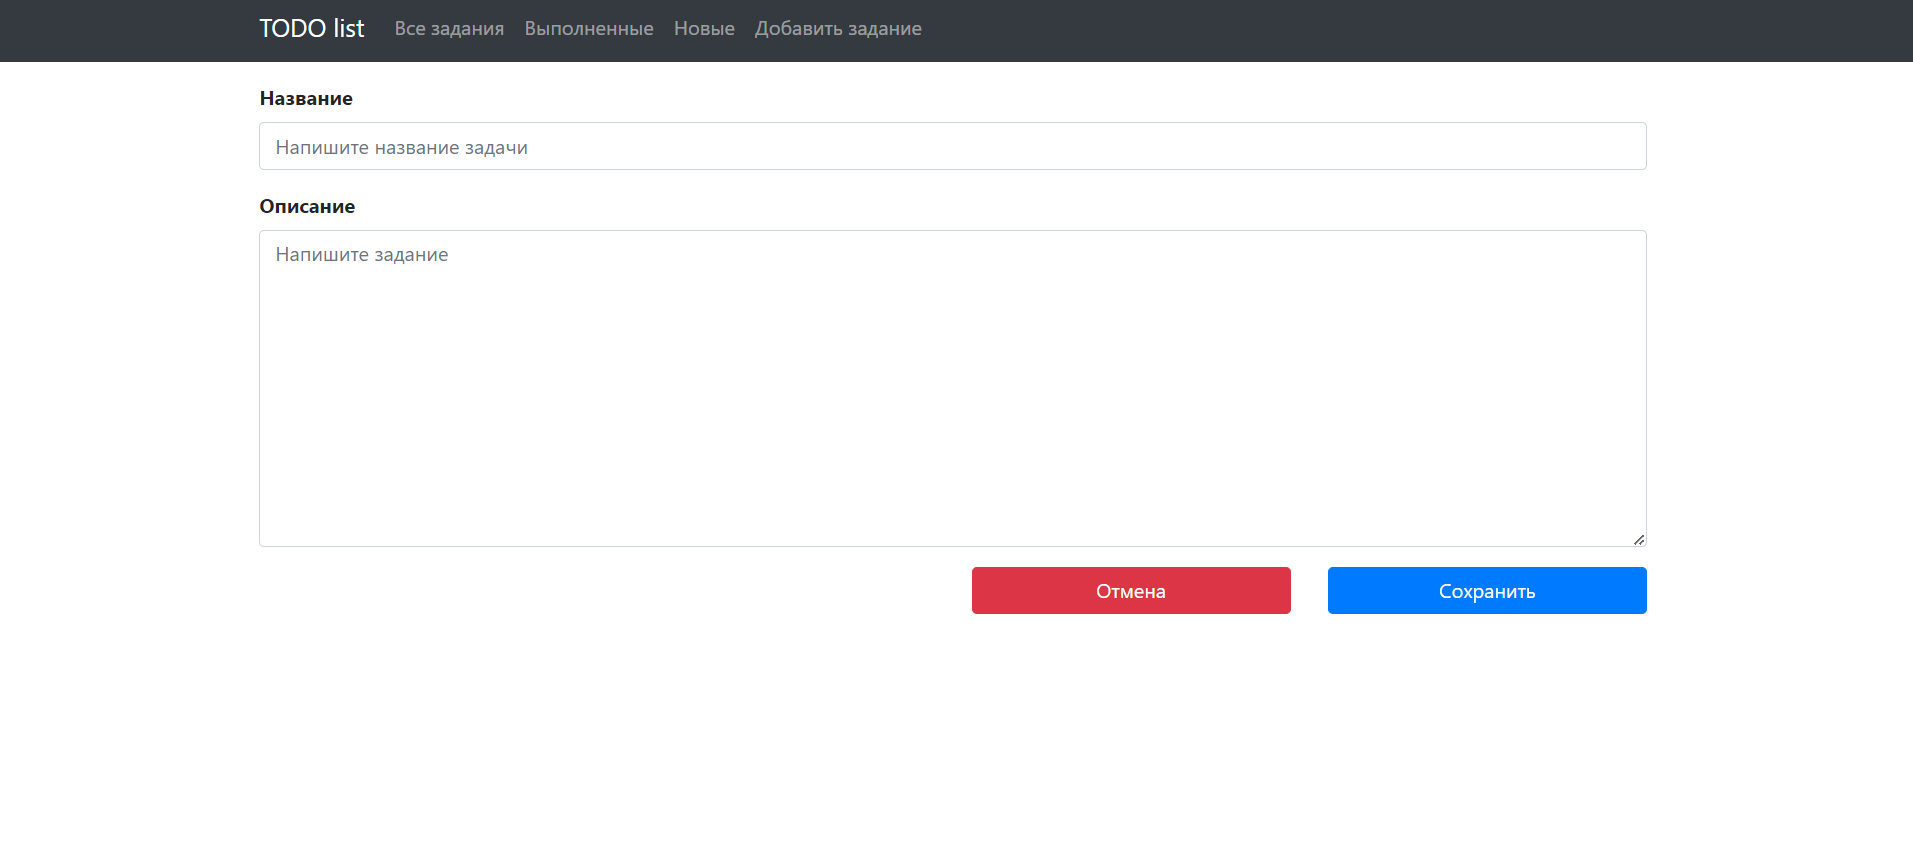 TODO list Все задания Выполненные Новые Добавить задание
Название
Напишите название задачи
Описание
Напишите задание
Отмена Сохранить